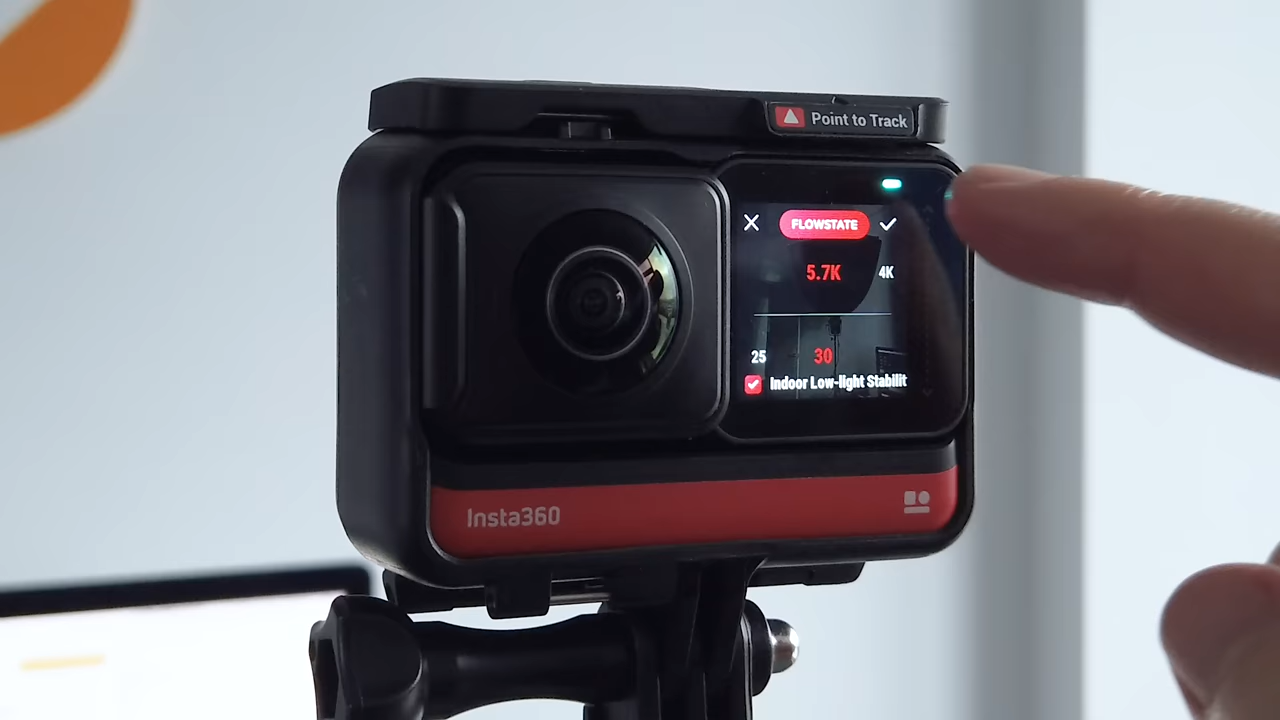 Point to Track
FLOWSTATE
5.7K 4K
25 30
Indoor Low-light Stabilit
Insta360